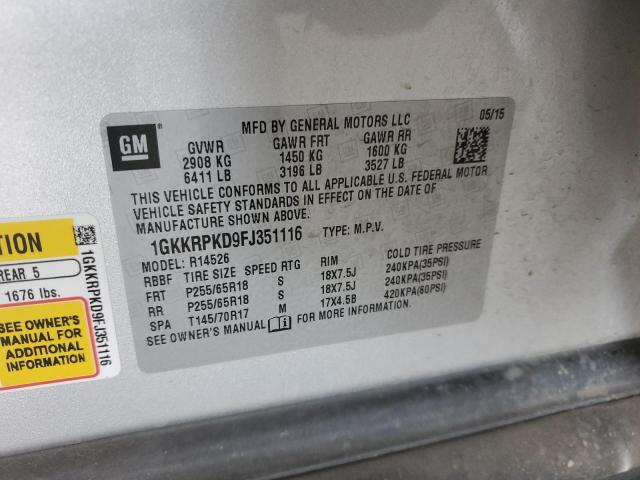 GM
MFD BY GENERAL MOTORS LLC
05/15
GVWR GAWR FRT GAWR RR
2908 KG 1450 KG 1600 KG
6411 LB 3196 LB 3527 LB
THIS VEHICLE CONFORMS TO ALL APPLICABLE U.S. FEDERAL MOTOR
VEHICLE SAFETY STANDARDS IN EFFECT ON THE DATE OF
MANUFACTURE SHOWN ABOVE.
1GKKRPKD9FJ351116 TYPE: M.P.V.
MODEL: R14526
RBBF TIRE SIZE SPEED RTG RIM COLD TIRE PRESSURE
FRT P255/65R18 S 18X7.5J 240KPA(35PSI)
RR P255/65R18 S 18X7.5J 240KPA(35PSI)
SPA T145/70R17 M 17X4.5B 420KPA(60PSI)
SEE OWNER'S MANUAL FOR MORE INFORMATION.
TION
REAR 5
1676 lbs.
SEE OWNER'S
MANUAL FOR
ADDITIONAL
INFORMATION
1GKKRPKD9FJ351116